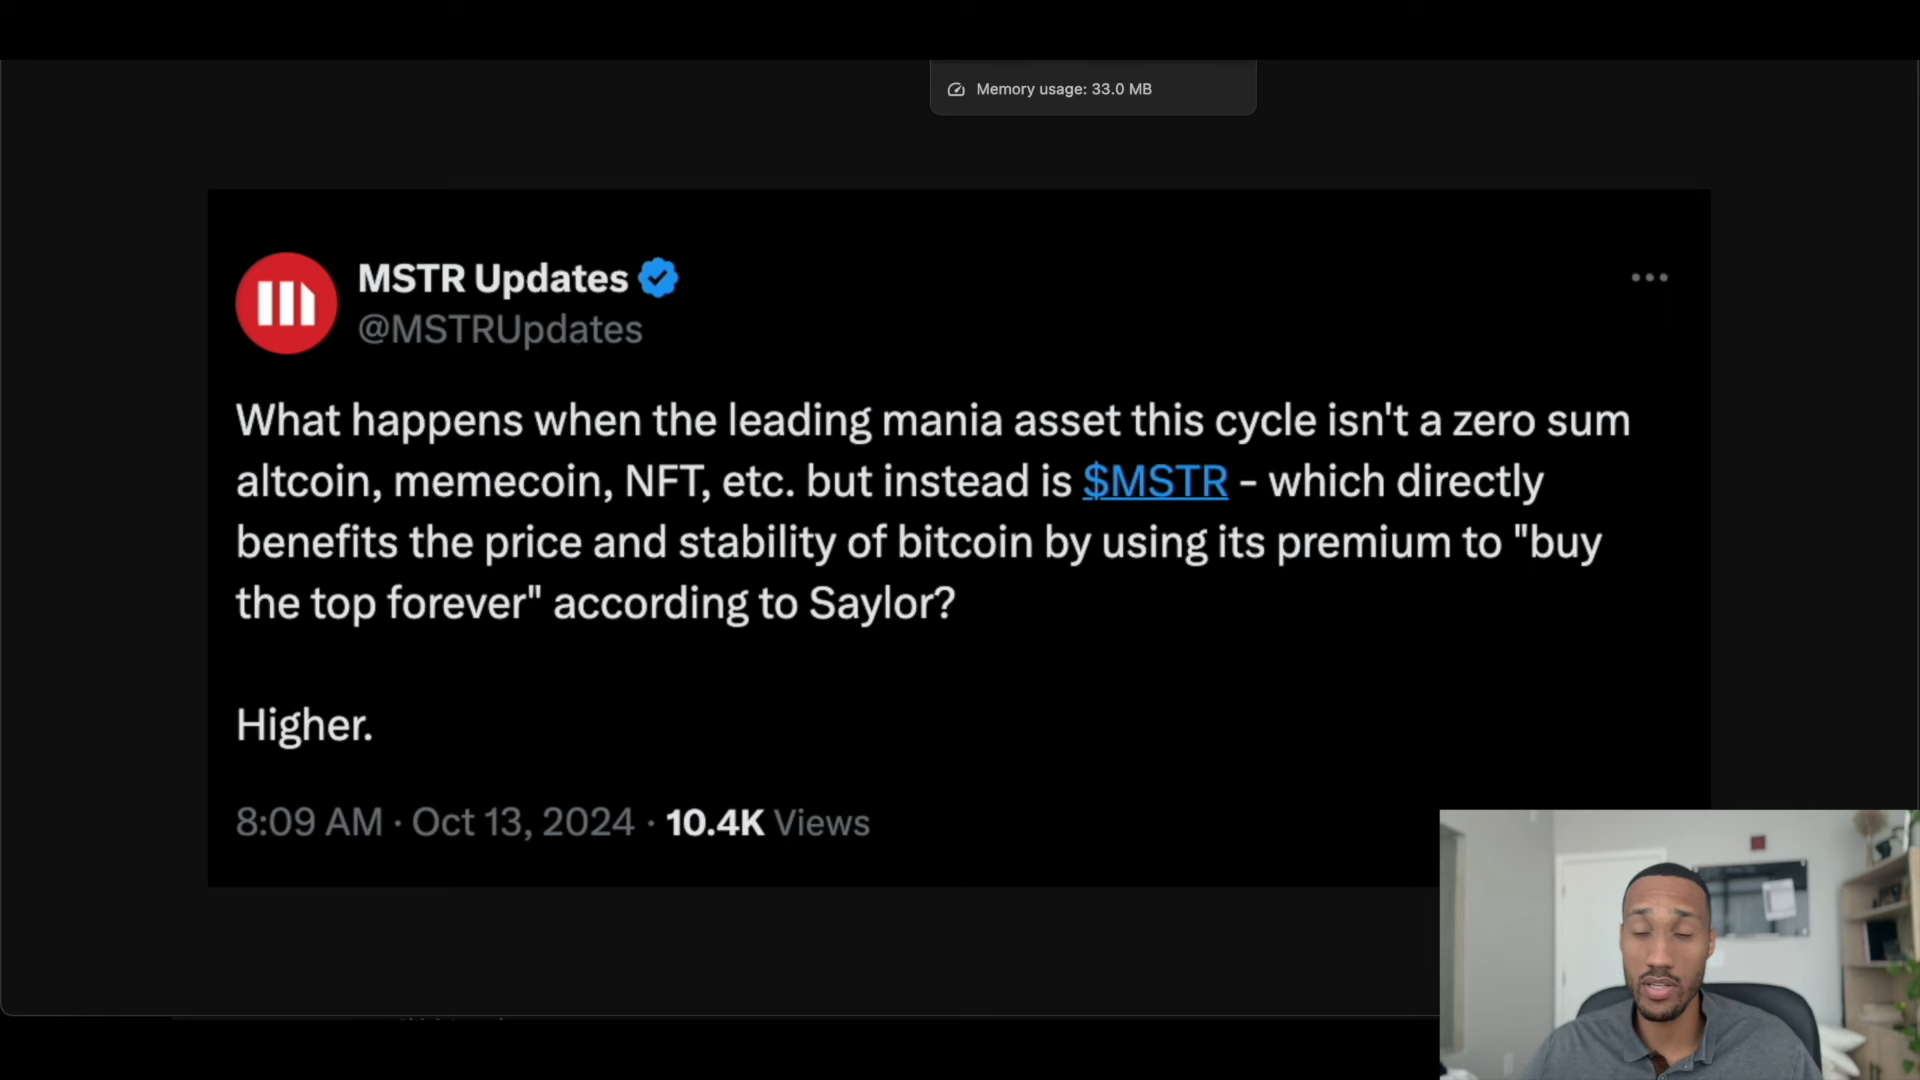 Memory usage: 33.0 MB
MSTR Updates
@MSTRUpdates
What happens when the leading mania asset this cycle isn't a zero sum
altcoin, memecoin, NFT, etc. but instead is $MSTR - which directly
benefits the price and stability of bitcoin by using its premium to "buy
the top forever" according to Saylor?
Higher.
8:09 AM · Oct 13, 2024 · 10.4K Views